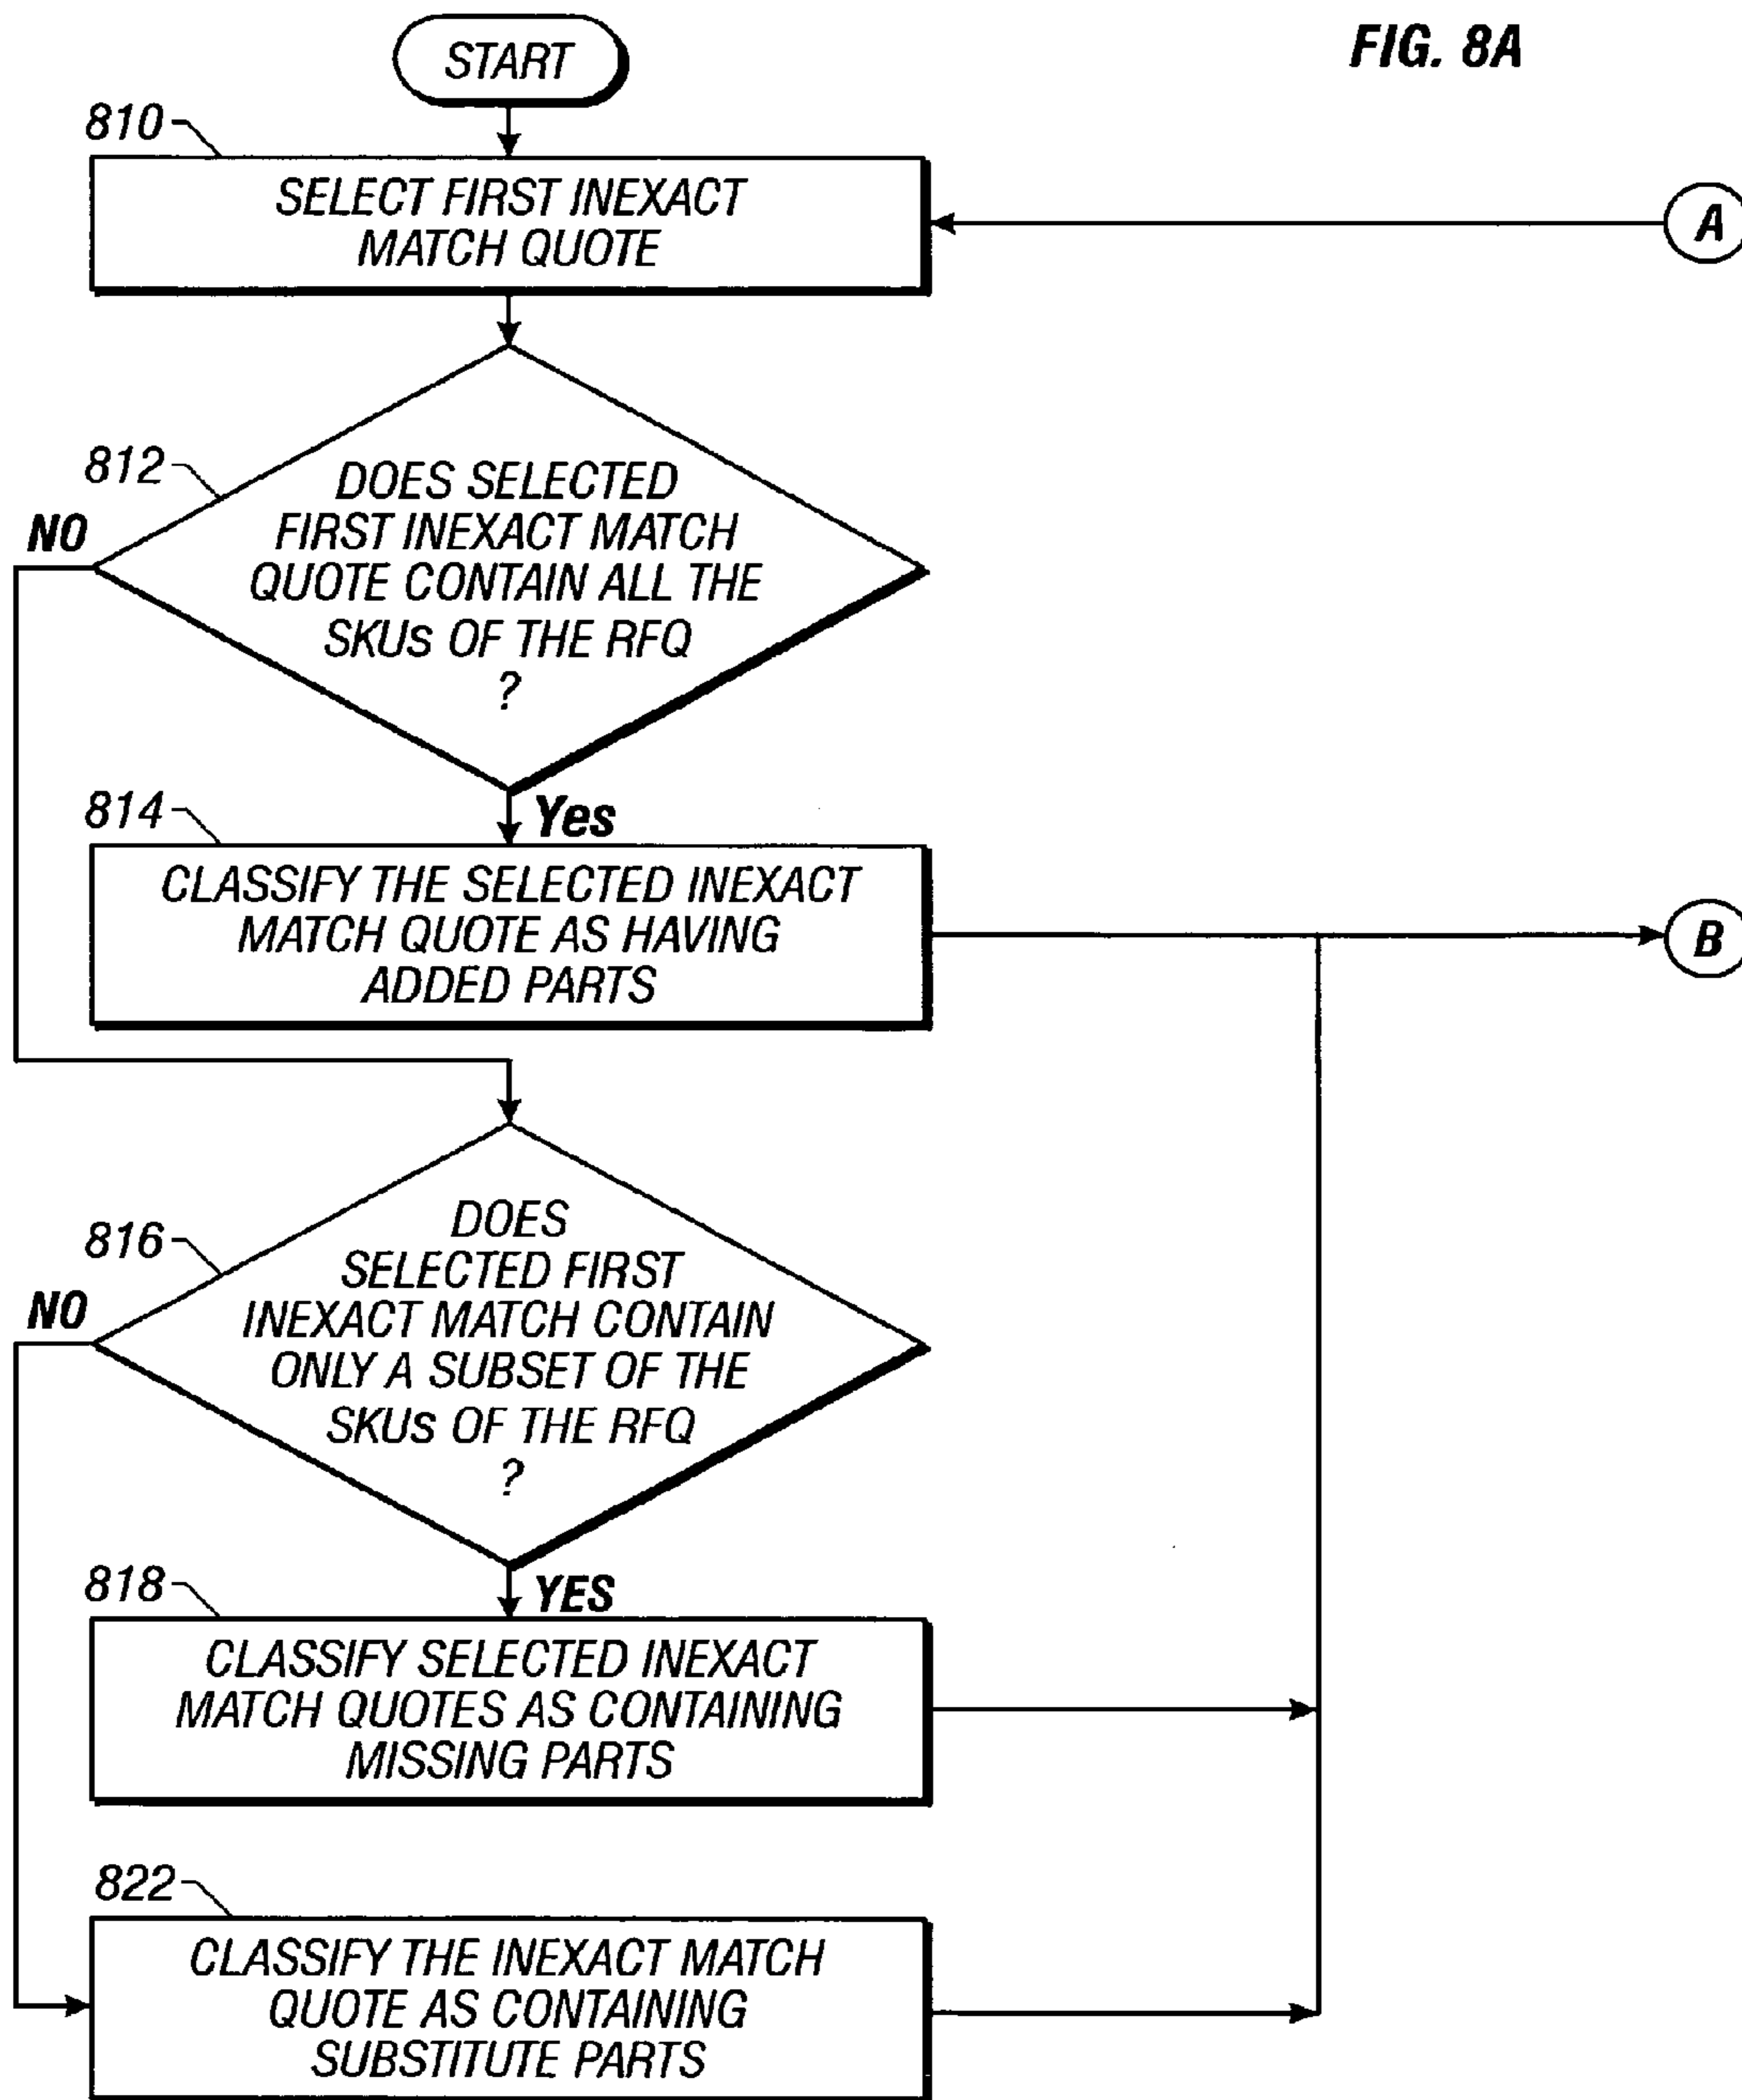 FIG. 8A
START
810
SELECT FIRST INEXACT
MATCH QUOTE
A
812
DOES SELECTED
FIRST INEXACT MATCH
QUOTE CONTAIN ALL THE
SKUs OF THE RFQ
?
NO
Yes
814
CLASSIFY THE SELECTED INEXACT
MATCH QUOTE AS HAVING
ADDED PARTS
B
816
DOES
SELECTED FIRST
INEXACT MATCH CONTAIN
ONLY A SUBSET OF THE
SKUs OF THE RFQ
?
NO
YES
818
CLASSIFY SELECTED INEXACT
MATCH QUOTES AS CONTAINING
MISSING PARTS
822
CLASSIFY THE INEXACT MATCH
QUOTE AS CONTAINING
SUBSTITUTE PARTS